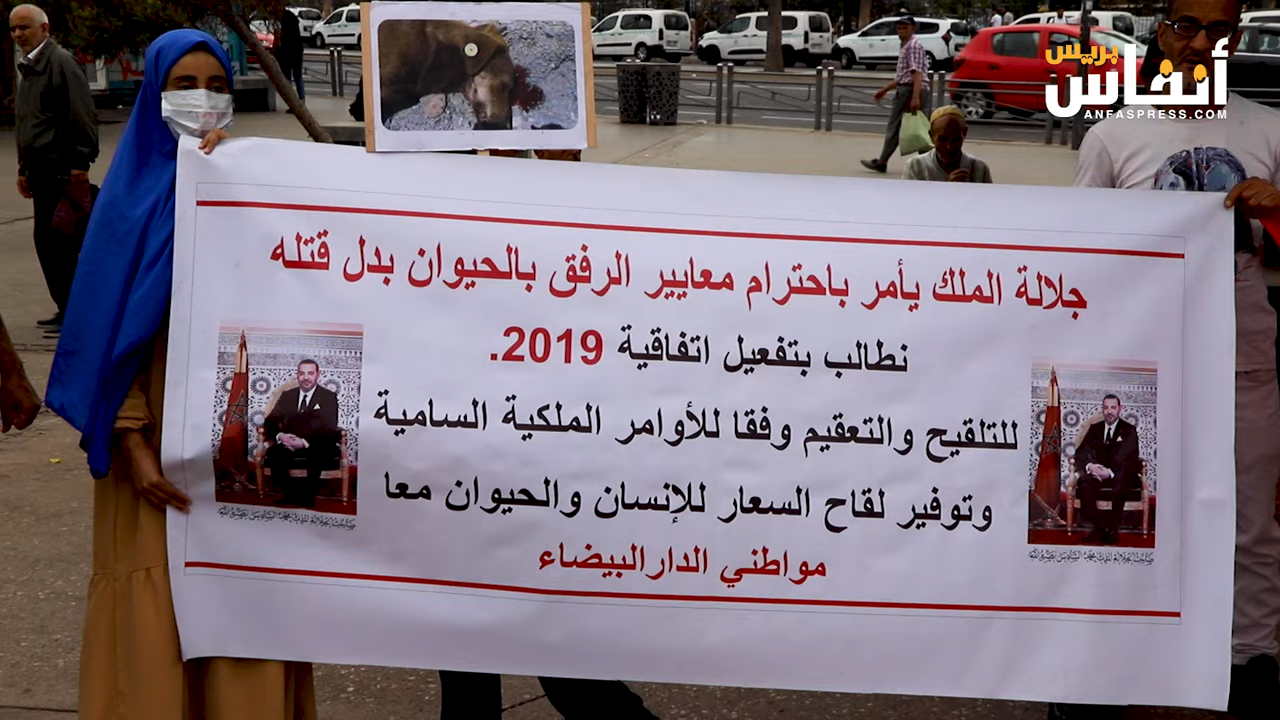 أنفاس بريس
ANFASPRESS.COM
جلالة الملك يأمر باحترام معايير الرفق بالحيوان بدل قتله
نطالب بتفعيل اتفاقية 2019.
للتلقيح والتعقيم وفقا للأوامر الملكية السامية
وتوفير لقاح السعار للإنسان والحيوان معا
مواطني الدارالبيضاء